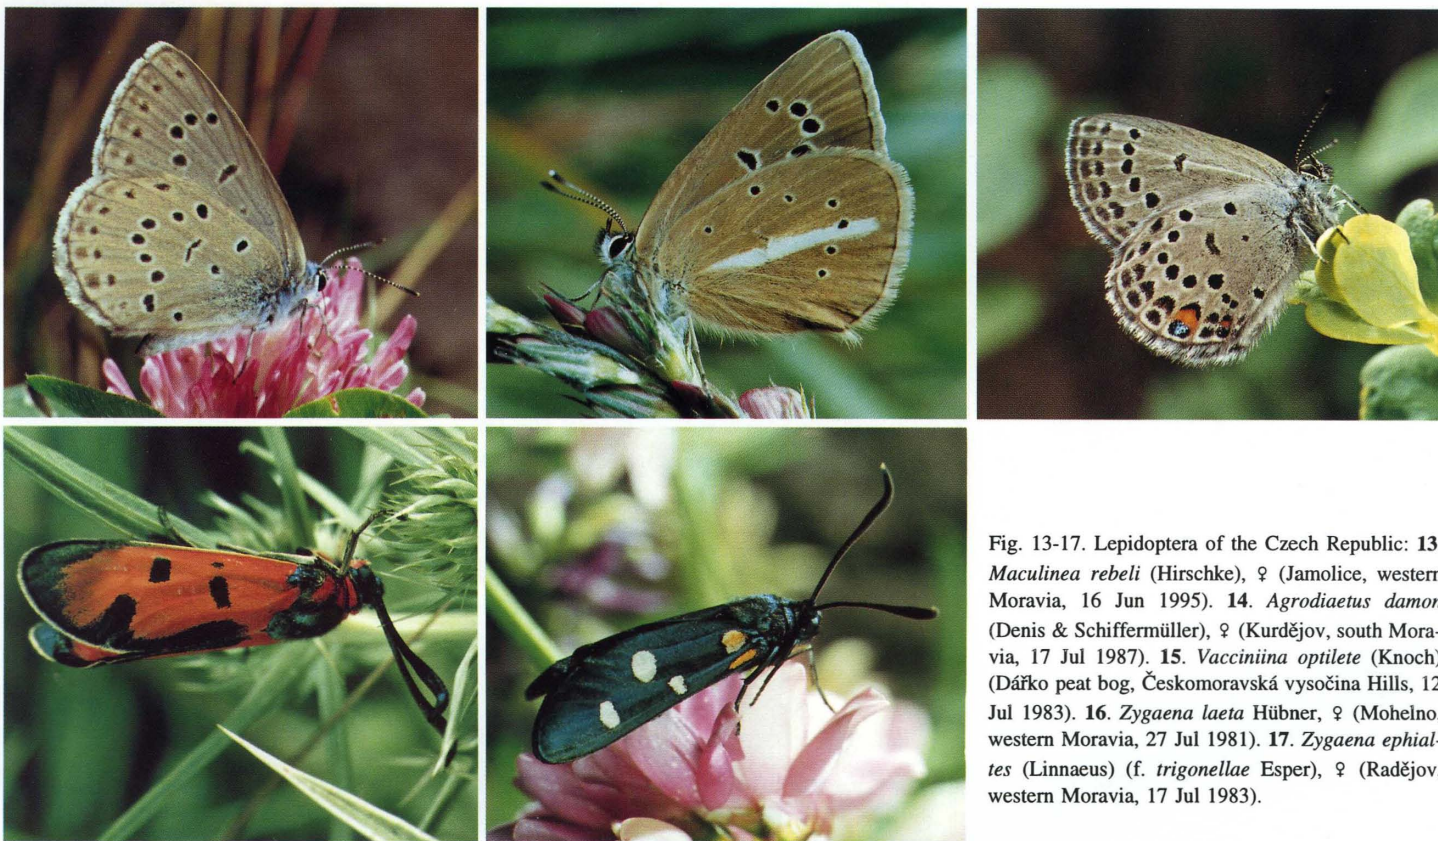 Fig. 13-17. Lepidoptera of the Czech Republic: 13
Maculinea rebeli (Hirschke), ♀ (Jamolice, western
Moravia, 16 Jun 1995). 14. Agrodiaetus damon
(Denis & Schiffermüller), ♀ (Kurdějov, south Mora-
via, 17 Jul 1987). 15. Vacciniina optilete (Knoch)
(Dářko peat bog, Českomoravská vysočina Hills, 12
Jul 1983). 16. Zygaena laeta Hübner, ♀ (Mohelno,
western Moravia, 27 Jul 1981). 17. Zygaena ephial-
tes (Linnaeus) (f. trigonellae Esper), ♀ (Radějov,
western Moravia, 17 Jul 1983).